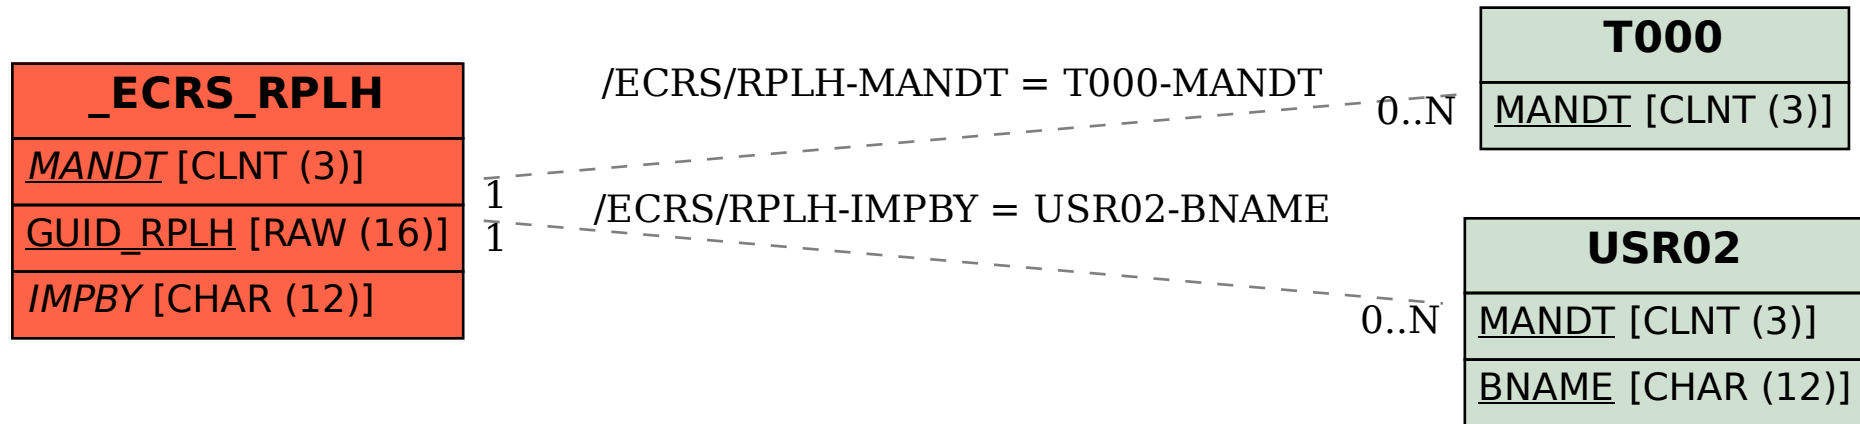 _ECRS_RPLH
MANDT [CLNT (3)]
GUID_RPLH [RAW (16)]
IMPBY [CHAR (12)]
/ECRS/RPLH-MANDT = T000-MANDT
1
0..N
/ECRS/RPLH-IMPBY = USR02-BNAME
1
0..N
T000
MANDT [CLNT (3)]
USR02
MANDT [CLNT (3)]
BNAME [CHAR (12)]